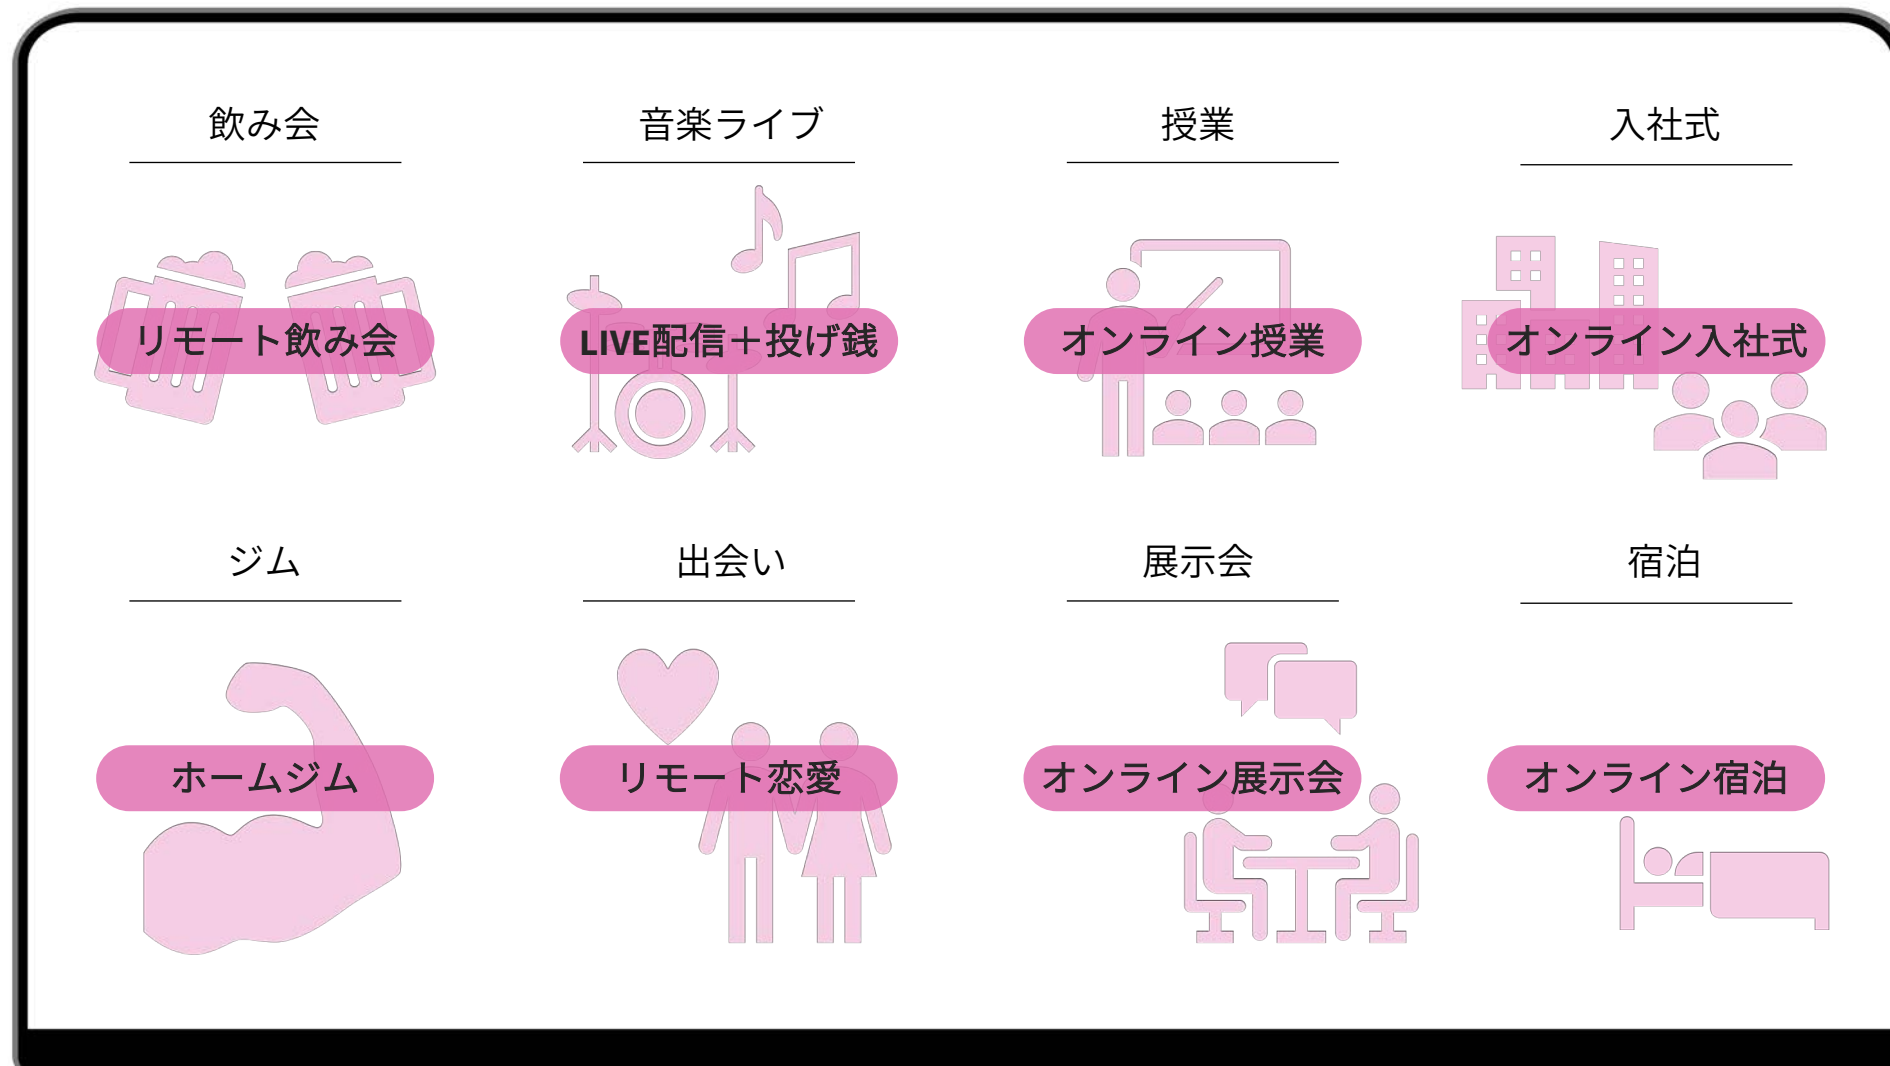 飲み会
音楽ライブ
授業
入社式
リモート飲み会
LIVE配信＋投げ銭
オンライン授業
オンライン入社式
ジム
出会い
展示会
宿泊
ホームジム
リモート恋愛
オンライン展示会
オンライン宿泊